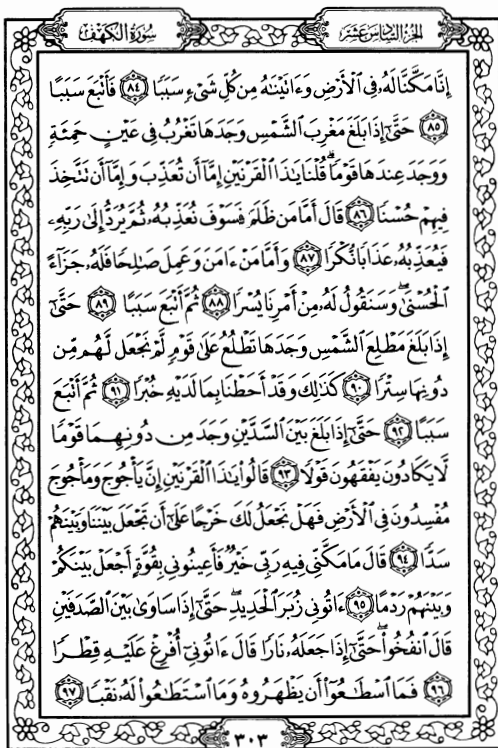 الجزء السادس عشر
سورة الكهف
إِنَّا مَكَّنَّا لَهُۥ فِى ٱلْأَرْضِ وَءَاتَيْنَـٰهُ مِن كُلِّ شَىْءٍ سَبَبًا ٨٤ فَأَتْبَعَ سَبَبًا
٨٥ حَتَّىٰٓ إِذَا بَلَغَ مَغْرِبَ ٱلشَّمْسِ وَجَدَهَا تَغْرُبُ فِى عَيْنٍ حَمِئَةٍ
وَوَجَدَ عِندَهَا قَوْمًا ۗ قُلْنَا يَـٰذَا ٱلْقَرْنَيْنِ إِمَّآ أَن تُعَذِّبَ وَإِمَّآ أَن تَتَّخِذَ
فِيهِمْ حُسْنًا ٨٦ قَالَ أَمَّا مَن ظَلَمَ فَسَوْفَ نُعَذِّبُهُۥ ثُمَّ يُرَدُّ إِلَىٰ رَبِّهِۦ
فَيُعَذِّبُهُۥ عَذَابًا نُّكْرًا ٨٧ وَأَمَّا مَنْ ءَامَنَ وَعَمِلَ صَـٰلِحًا فَلَهُۥ جَزَآءً
ٱلْحُسْنَىٰ ۖ وَسَنَقُولُ لَهُۥ مِنْ أَمْرِنَا يُسْرًا ٨٨ ثُمَّ أَتْبَعَ سَبَبًا ٨٩ حَتَّىٰٓ
إِذَا بَلَغَ مَطْلِعَ ٱلشَّمْسِ وَجَدَهَا تَطْلُعُ عَلَىٰ قَوْمٍ لَّمْ نَجْعَل لَّهُم مِّن
دُونِهَا سِتْرًا ٩٠ كَذَٰلِكَ وَقَدْ أَحَطْنَا بِمَا لَدَيْهِ خُبْرًا ٩١ ثُمَّ أَتْبَعَ
سَبَبًا ٩٢ حَتَّىٰٓ إِذَا بَلَغَ بَيْنَ ٱلسَّدَّيْنِ وَجَدَ مِن دُونِهِمَا قَوْمًا
لَّا يَكَادُونَ يَفْقَهُونَ قَوْلًا ٩٣ قَالُوا۟ يَـٰذَا ٱلْقَرْنَيْنِ إِنَّ يَأْجُوجَ وَمَأْجُوجَ
مُفْسِدُونَ فِى ٱلْأَرْضِ فَهَلْ نَجْعَلُ لَكَ خَرْجًا عَلَىٰٓ أَن تَجْعَلَ بَيْنَنَا وَبَيْنَهُمْ
سَدًّا ٩٤ قَالَ مَا مَكَّنِّى فِيهِ رَبِّى خَيْرٌ فَأَعِينُونِى بِقُوَّةٍ أَجْعَلْ بَيْنَكُمْ
وَبَيْنَهُمْ رَدْمًا ٩٥ ءَاتُونِى زُبَرَ ٱلْحَدِيدِ ۖ حَتَّىٰٓ إِذَا سَاوَىٰ بَيْنَ ٱلصَّدَفَيْنِ
قَالَ ٱنفُخُوا۟ ۖ حَتَّىٰٓ إِذَا جَعَلَهُۥ نَارًا قَالَ ءَاتُونِىٓ أُفْرِغْ عَلَيْهِ قِطْرًا
٩٦ فَمَا ٱسْطَـٰعُوٓا۟ أَن يَظْهَرُوهُ وَمَا ٱسْتَطَـٰعُوا۟ لَهُۥ نَقْبًا ٩٧
٣٠٣